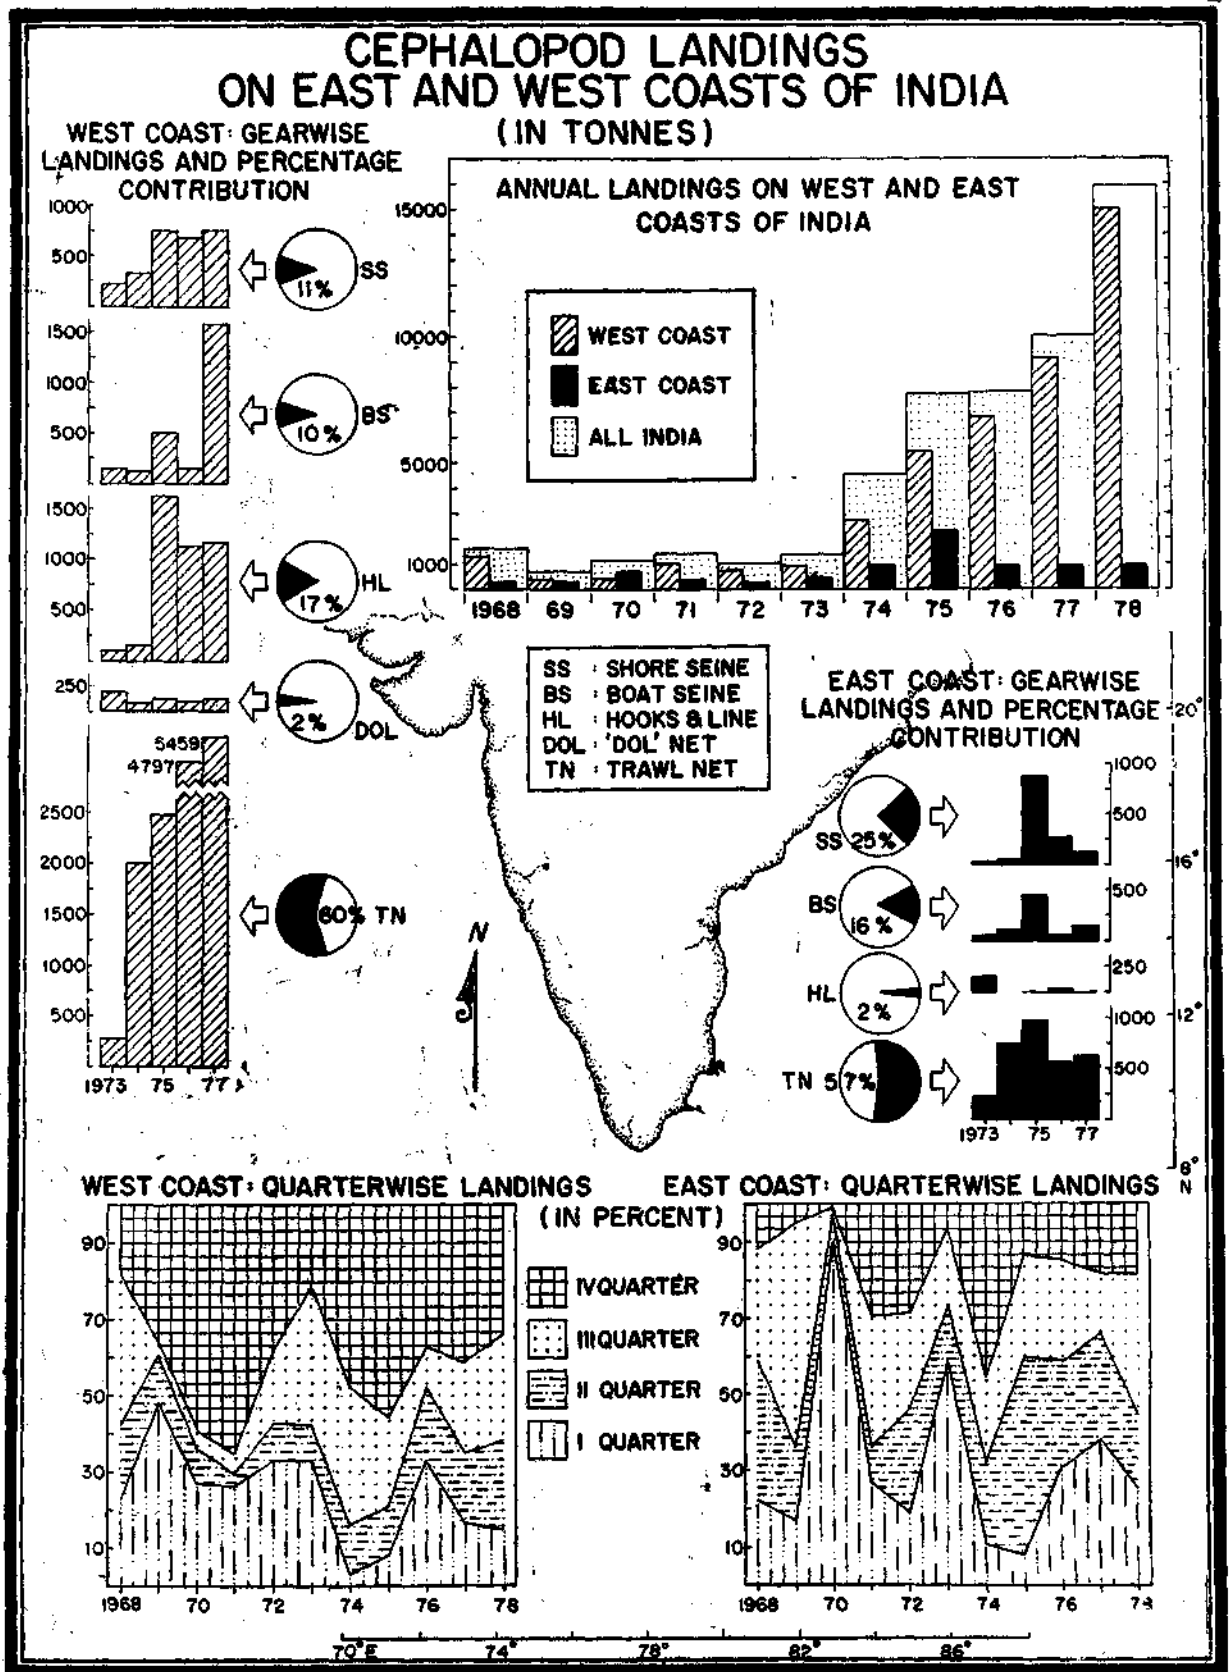 CEPHALOPOD LANDINGS
ON EAST AND WEST COASTS OF INDIA
(IN TONNES)
WEST COAST: GEARWISE
LANDINGS AND PERCENTAGE
CONTRIBUTION
1000
500
SS
11%
1500
1000
500
BS
10%
1500
1000
500
HL
17%
250
2%
DOL
5459
4797
2500
2000
1500
1000
500
60% TN
1973 75 77
ANNUAL LANDINGS ON WEST AND EAST
COASTS OF INDIA
15000
10000
5000
1000
WEST COAST
EAST COAST
ALL INDIA
1968 69 70 71 72 73 74 75 76 77 78
SS : SHORE SEINE
BS : BOAT SEINE
HL : HOOKS & LINE
DOL : 'DOL' NET
TN : TRAWL NET
N
EAST COAST: GEARWISE
LANDINGS AND PERCENTAGE
CONTRIBUTION
1000
500
SS 25%
500
BS
16%
250
HL
2%
1000
500
TN 57%
1973 75 77
20°
16°
12°
8°
N
WEST COAST: QUARTERWISE LANDINGS
EAST COAST: QUARTERWISE LANDINGS
(IN PERCENT)
90
70
50
30
10
1968 70 72 74 76 78
IV QUARTER
III QUARTER
II QUARTER
I QUARTER
90
70
50
30
10
1968 70 72 74 76 78
70°E 74° 78° 82° 86°